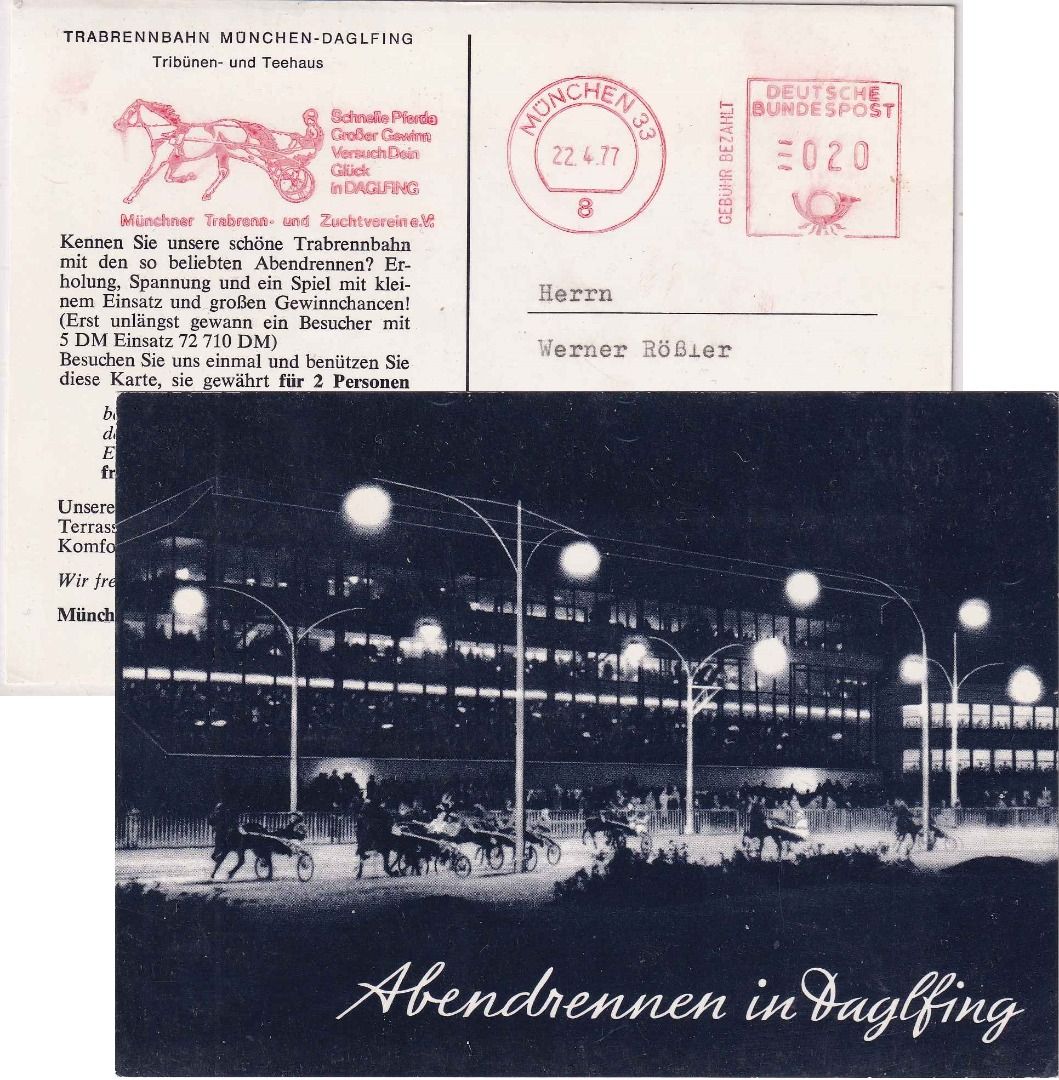 TRABRENNBAHN MÜNCHEN-DAGLFING
Tribünen- und Teehaus
Schnelle Pferde
Großer Gewinn
Versuch Dein
Glück
in DAGLFING
Münchner Trabrenn- und Zuchtverein e.V.
Kennen Sie unsere schöne Trabrennbahn
mit den so beliebten Abendrennen? Er-
holung, Spannung und ein Spiel mit klei-
nem Einsatz und großen Gewinnchancen!
(Erst unlängst gewann ein Besucher mit
5 DM Einsatz 72 710 DM)
Besuchen Sie uns einmal und benützen Sie
diese Karte, sie gewährt für 2 Personen
Unsere
Wir
MÜNCHEN 33
22.4.77
8
GEBÜHR BEZAHLT
DEUTSCHE
BUNDESPOST
020
Herrn
Werner Rößler
Abendrennen in Daglfing